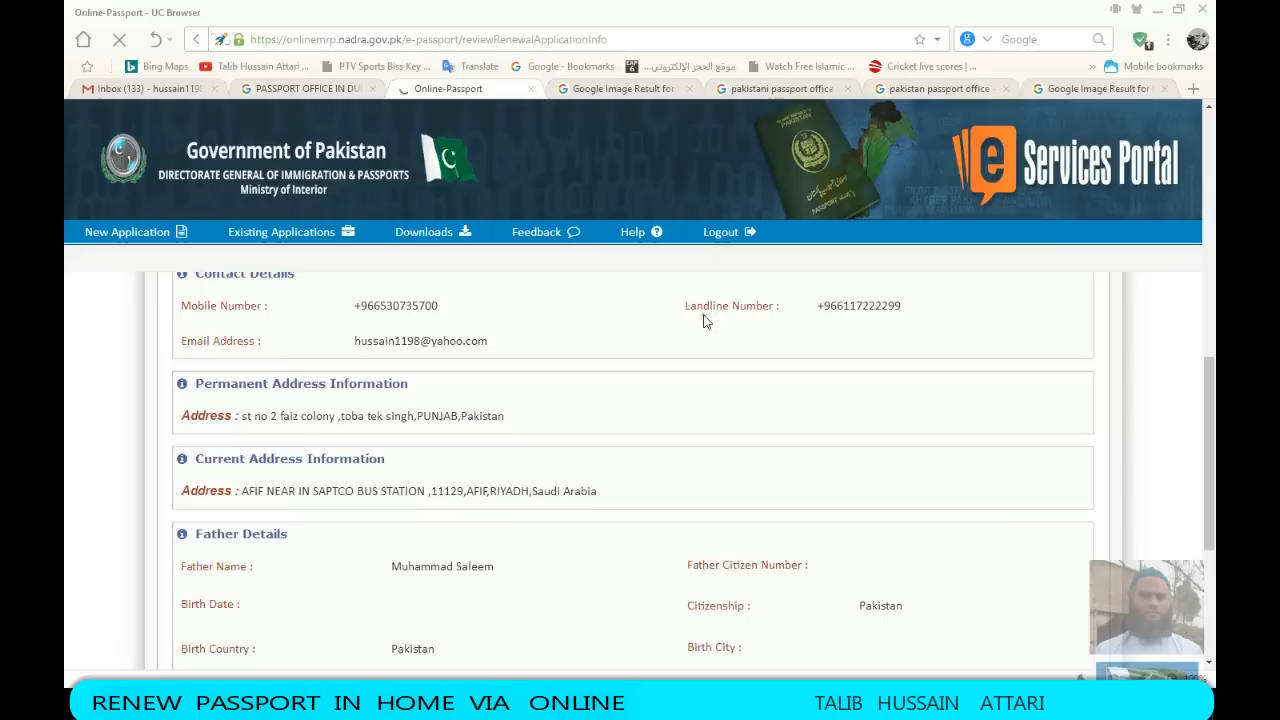 Online-Passport - UC Browser
https://onlinemrp.nadra.gov.pk/e-passport/reviewRenewalApplicationInfo
Google
Bing Maps Talib Hussain Attari ... PTV Sports Biss Key ... Translate Google - Bookmarks موقع الحجز الإلكتروني... Watch Free Islamic ... Cricket live scores | ... » Mobile bookmarks
Inbox (133) - hussain1198 PASSPORT OFFICE IN DU Online-Passport Google Image Result for pakistani passport office pakistan passport office - Google Image Result for
Government of Pakistan
DIRECTORATE GENERAL OF IMMIGRATION & PASSPORTS
Ministry of Interior
PAKISTAN
PASSPORT
e Services Portal
New Application Existing Applications Downloads Feedback Help Logout
Contact Details
Mobile Number : +966530735700 Landline Number : +966117222299
Email Address : hussain1198@yahoo.com
Permanent Address Information
Address : st no 2 faiz colony ,toba tek singh,PUNJAB,Pakistan
Current Address Information
Address : AFIF NEAR IN SAPTCO BUS STATION ,11129,AFIF,RIYADH,Saudi Arabia
Father Details
Father Name : Muhammad Saleem Father Citizen Number :
Birth Date : Citizenship : Pakistan
Birth Country : Pakistan Birth City :
100%
RENEW PASSPORT IN HOME VIA ONLINE TALIB HUSSAIN ATTARI